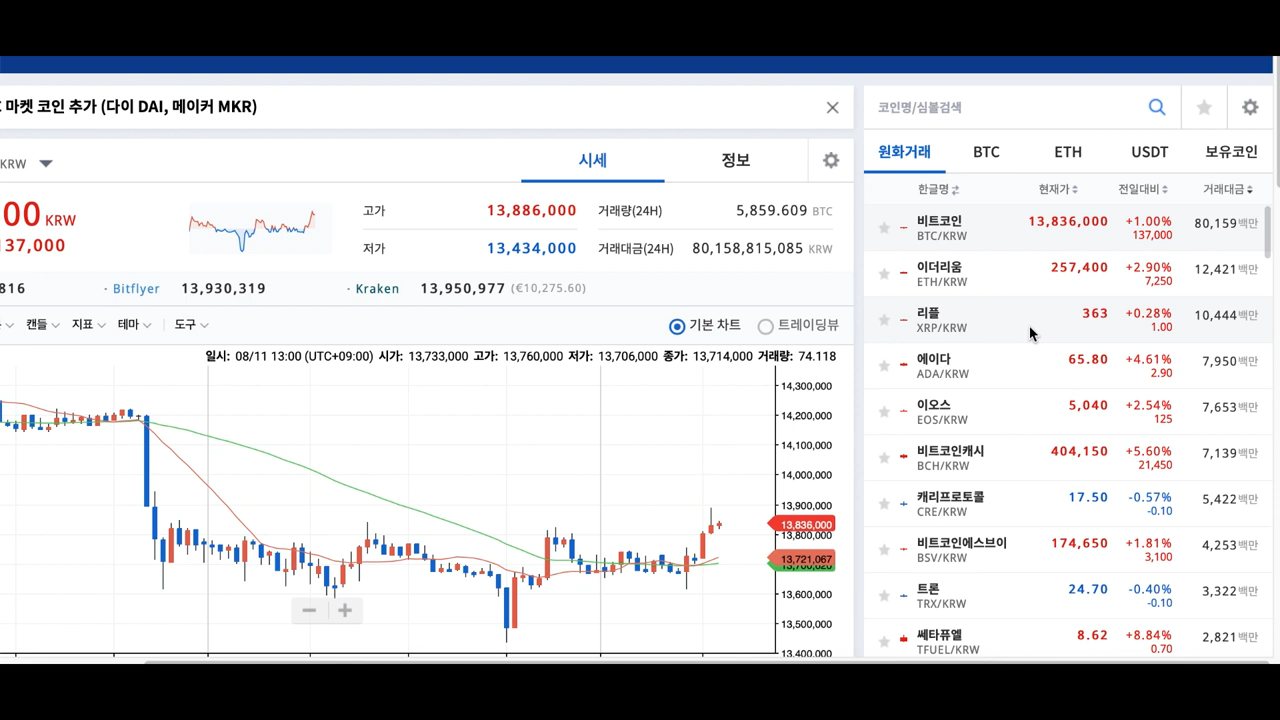 마켓 코인 추가 (다이 DAI, 메이커 MKR)
KRW
시세 정보
00 KRW
137,000
고가 13,886,000 거래량(24H) 5,859.609 BTC
저가 13,434,000 거래대금(24H) 80,158,815,085 KRW
816 · Bitflyer 13,930,319 · Kraken 13,950,977 (€10,275.60)
캔들 지표 테마 도구 기본 차트 트레이딩뷰
일시: 08/11 13:00 (UTC+09:00) 시가: 13,733,000 고가: 13,760,000 저가: 13,706,000 종가: 13,714,000 거래량: 74.118
14,300,000
14,200,000
14,100,000
14,000,000
13,900,000
13,836,000
13,800,000
13,721,067
13,600,000
13,500,000
13,400,000
코인명/심볼검색
원화거래 BTC ETH USDT 보유코인
한글명 현재가 전일대비 거래대금
비트코인 13,836,000 +1.00% 80,159백만
BTC/KRW 137,000
이더리움 257,400 +2.90% 12,421백만
ETH/KRW 7,250
리플 363 +0.28% 10,444백만
XRP/KRW 1.00
에이다 65.80 +4.61% 7,950백만
ADA/KRW 2.90
이오스 5,040 +2.54% 7,653백만
EOS/KRW 125
비트코인캐시 404,150 +5.60% 7,139백만
BCH/KRW 21,450
캐리프로토콜 17.50 -0.57% 5,422백만
CRE/KRW -0.10
비트코인에스브이 174,650 +1.81% 4,253백만
BSV/KRW 3,100
트론 24.70 -0.40% 3,322백만
TRX/KRW -0.10
쎄타퓨엘 8.62 +8.84% 2,821백만
TFUEL/KRW 0.70